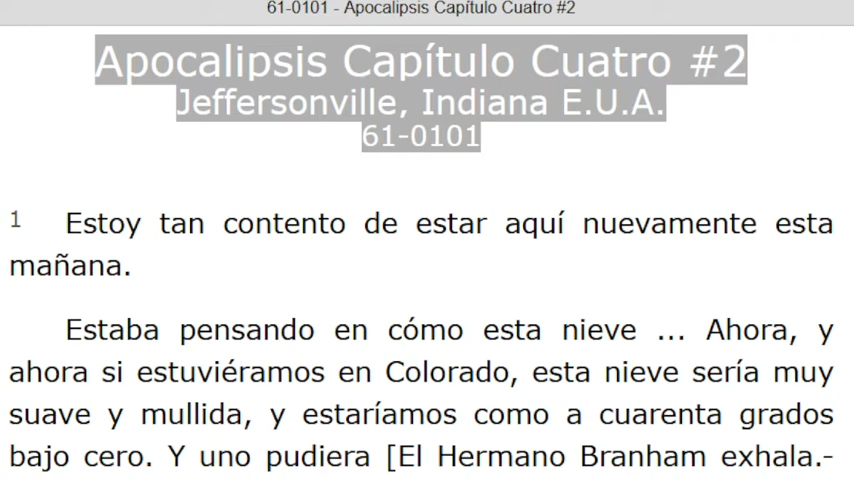 61-0101 - Apocalipsis Capítulo Cuatro #2
Apocalipsis Capítulo Cuatro #2
Jeffersonville, Indiana E.U.A.
61-0101
1 Estoy tan contento de estar aquí nuevamente esta
mañana.
Estaba pensando en cómo esta nieve ... Ahora, y
ahora si estuviéramos en Colorado, esta nieve sería muy
suave y mullida, y estaríamos como a cuarenta grados
bajo cero. Y uno pudiera [El Hermano Branham exhala.-